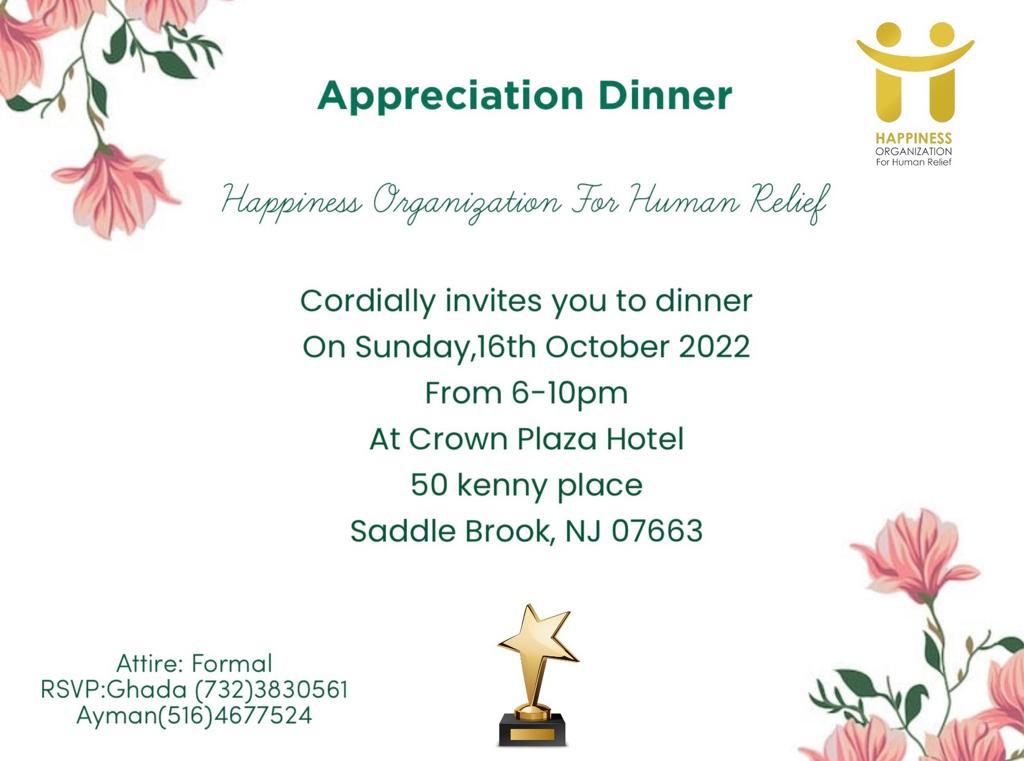 Appreciation Dinner
HAPPINESS
ORGANIZATION
For Human Relief
Happiness Organization For Human Relief
Cordially invites you to dinner
On Sunday,16th October 2022
From 6-10pm
At Crown Plaza Hotel
50 kenny place
Saddle Brook, NJ 07663
Attire: Formal
RSVP:Ghada (732)3830561
Ayman(516)4677524